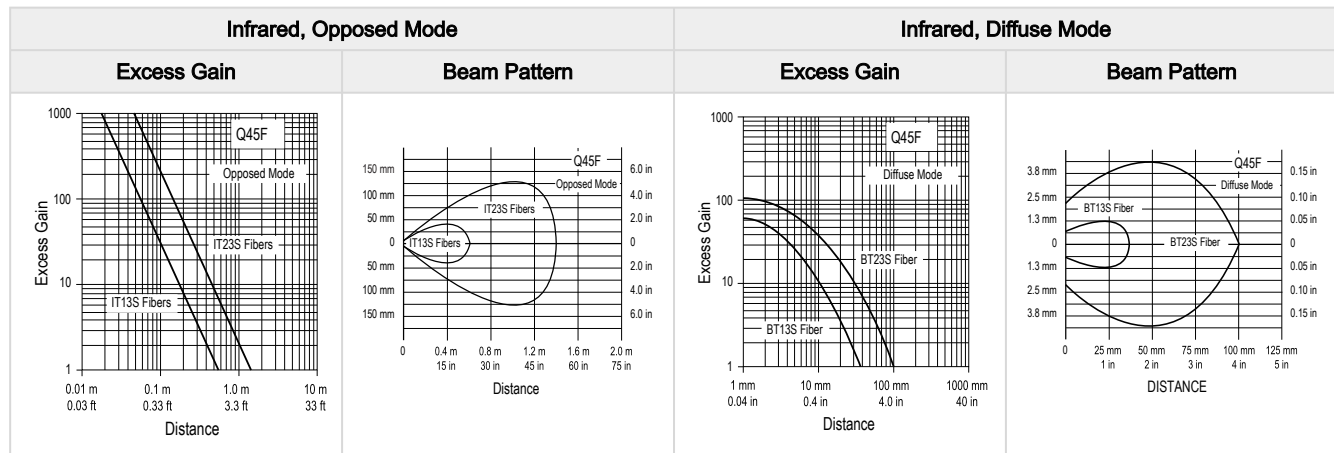 Infrared, Opposed Mode
Infrared, Diffuse Mode
Excess Gain
Beam Pattern
Excess Gain
Beam Pattern
1000
100
10
1
Excess Gain
Q45F
Opposed Mode
IT23S Fibers
IT13S Fibers
0.01 m 0.1 m 1.0 m 10 m
0.03 ft 0.33 ft 3.3 ft 33 ft
Distance
150 mm
100 mm
50 mm
0
50 mm
100 mm
150 mm
Q45F
Opposed Mode
IT23S Fibers
IT13S Fibers
6.0 in
4.0 in
2.0 in
0
2.0 in
4.0 in
6.0 in
0 0.4 m 0.8 m 1.2 m 1.6 m 2.0 m
15 in 30 in 45 in 60 in 75 in
Distance
1000
100
10
1
Excess Gain
Q45F
Diffuse Mode
BT23S Fiber
BT13S Fiber
1 mm 10 mm 100 mm 1000 mm
0.04 in 0.4 in 4.0 in 40 in
Distance
3.8 mm
2.5 mm
1.3 mm
0
1.3 mm
2.5 mm
3.8 mm
Q45F
Diffuse Mode
BT13S Fiber
BT23S Fiber
0.15 in
0.10 in
0.05 in
0
0.05 in
0.10 in
0.15 in
0 25 mm 50 mm 75 mm 100 mm 125 mm
1 in 2 in 3 in 4 in 5 in
DISTANCE